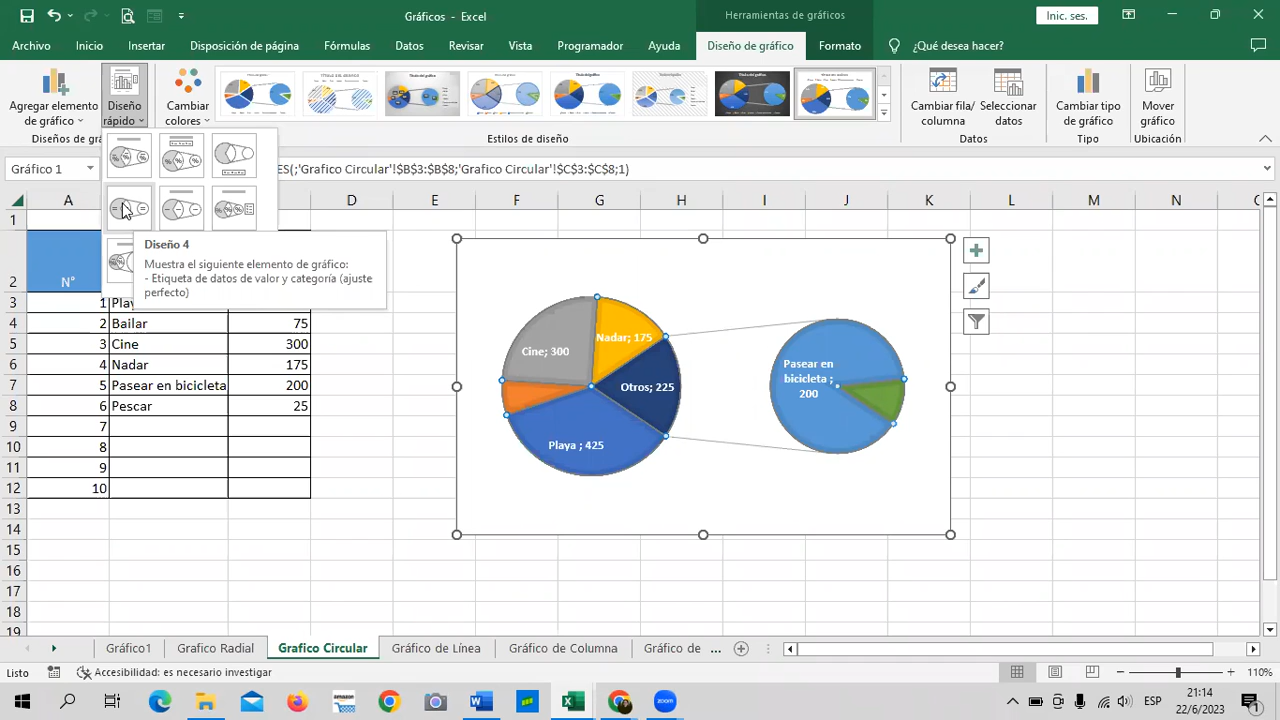 Gráficos - Excel
Herramientas de gráficos
Inic. ses.
Archivo Inicio Insertar Disposición de página Fórmulas Datos Revisar Vista Programador Ayuda Diseño de gráfico Formato ¿Qué desea hacer?
Agregar elemento de gráfico
Diseño rápido
Cambiar colores
Cambiar fila/ columna
Seleccionar datos
Cambiar tipo de gráfico
Mover gráfico
Estilos de diseño
Datos
Tipo
Ubicación
Gráfico 1
ES(;'Grafico Circular'!$B$3:$B$8;'Grafico Circular'!$C$3:$C$8;1)
A D E F G H I J K L M N
1
2 N°
Diseño 4
Muestra el siguiente elemento de gráfico:
- Etiqueta de datos de valor y categoría (ajuste
perfecto)
3 1
4 2 Bailar 75
5 3 Cine 300
6 4 Nadar 175
7 5 Pasear en bicicleta 200
8 6 Pescar 25
9 7
10 8
11 9
12 10
13
14
15
16
17
18
19
Nadar; 175
Cine; 300
Otros; 225
Playa ; 425
Pasear en
bicicleta ;
200
Gráfico1 Grafico Radial Grafico Circular Gráfico de Línea Gráfico de Columna Gráfico de ...
Listo Accesibilidad: es necesario investigar 110%
amazon
zoom
ESP
21:14
22/6/2023
1